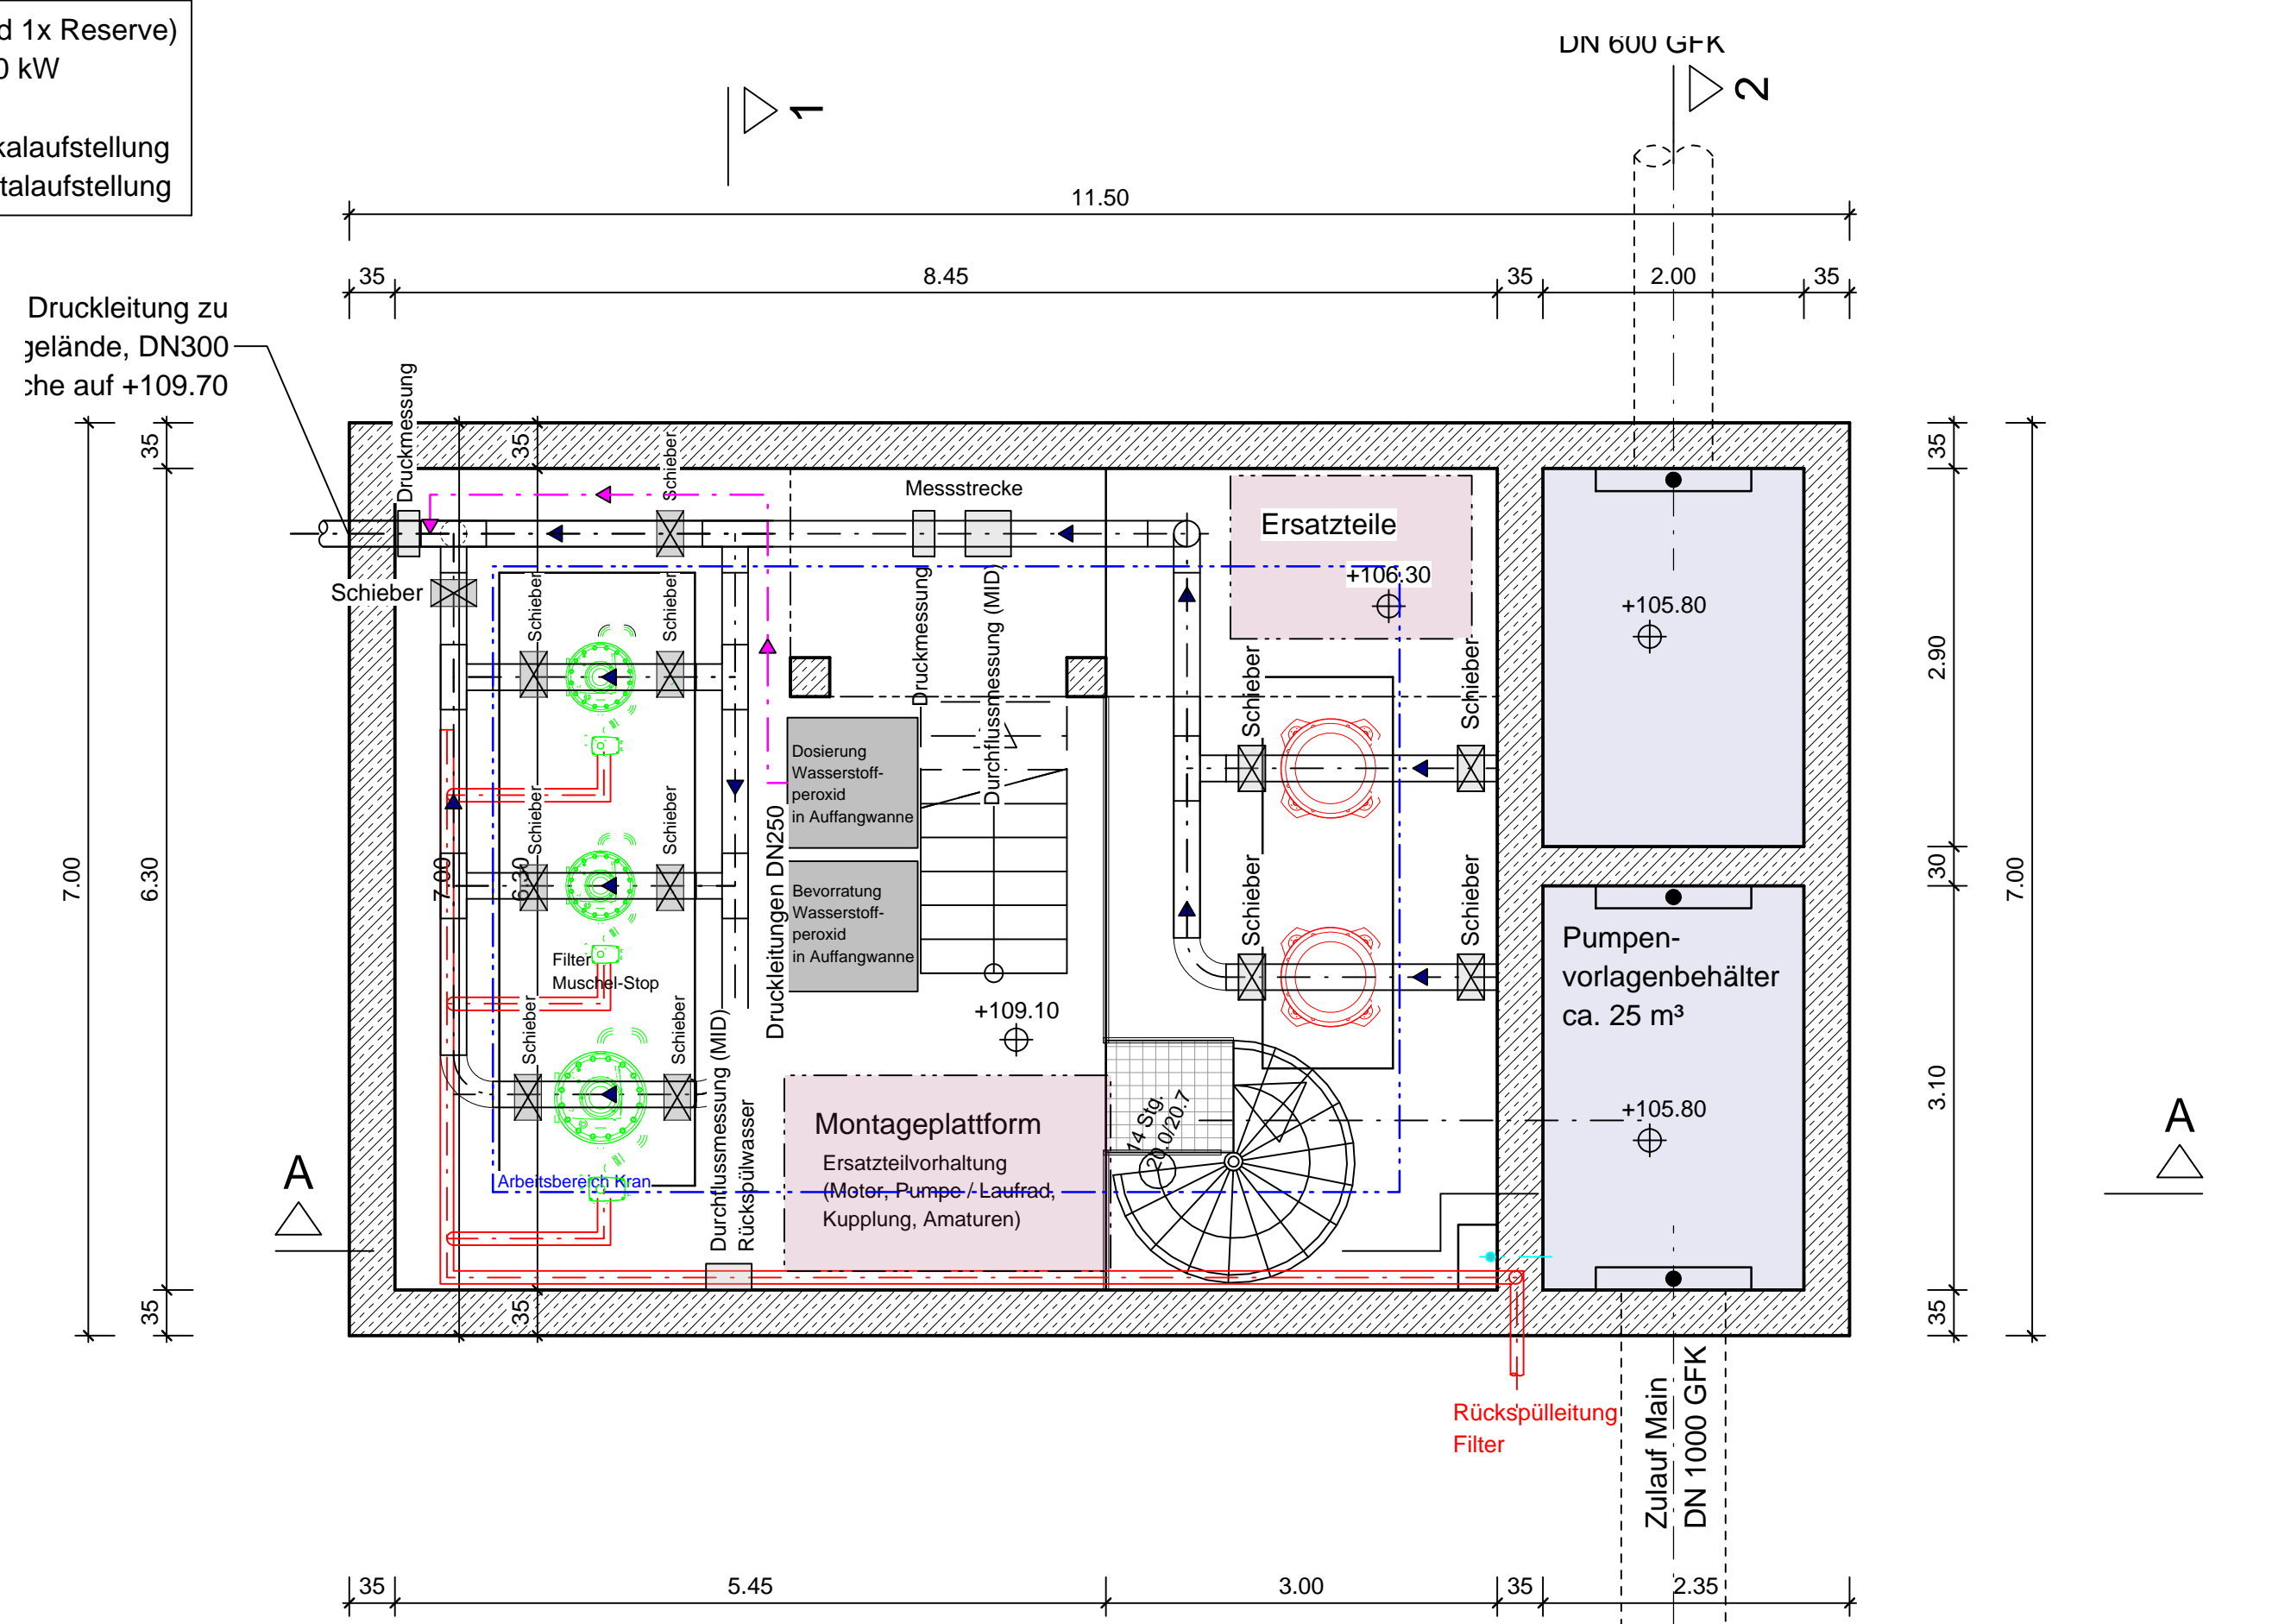 d 1x Reserve)
0 kW
kalaufstellung
talaufstellung
DN 600 GFK
1
2
11.50
35
8.45
35
2.00
35
Druckleitung zu
gelände, DN300
che auf +109.70
Druckmessung
Schieber
Messstrecke
Ersatzteile
+106.30
+105.80
35
35
35
2.90
30
3.10
35
7.00
7.00
6.30
35
7.00
6.30
35
Schieber
Schieber
Schieber
Druckmessung
Durchflussmessung (MID)
Schieber
Schieber
Dosierung
Wasserstoff-
peroxid
in Auffangwanne
Schieber
Schieber
Druckleitungen DN250
Bevorratung
Wasserstoff-
peroxid
in Auffangwanne
Schieber
Schieber
Filter
Muschel-Stop
Pumpen-
vorlagenbehälter
ca. 25 m³
+109.10
Schieber
Schieber
Durchflussmessung (MID)
Rückspülwasser
+105.80
Montageplattform
Ersatzteilvorhaltung
(Motor, Pumpe / Laufrad,
Kupplung, Amaturen)
14 Stg.
20.0/20.7
Arbeitsbereich Kran
A
A
Rückspülleitung
Filter
Zulauf Main
DN 1000 GFK
35
5.45
3.00
35
2.35